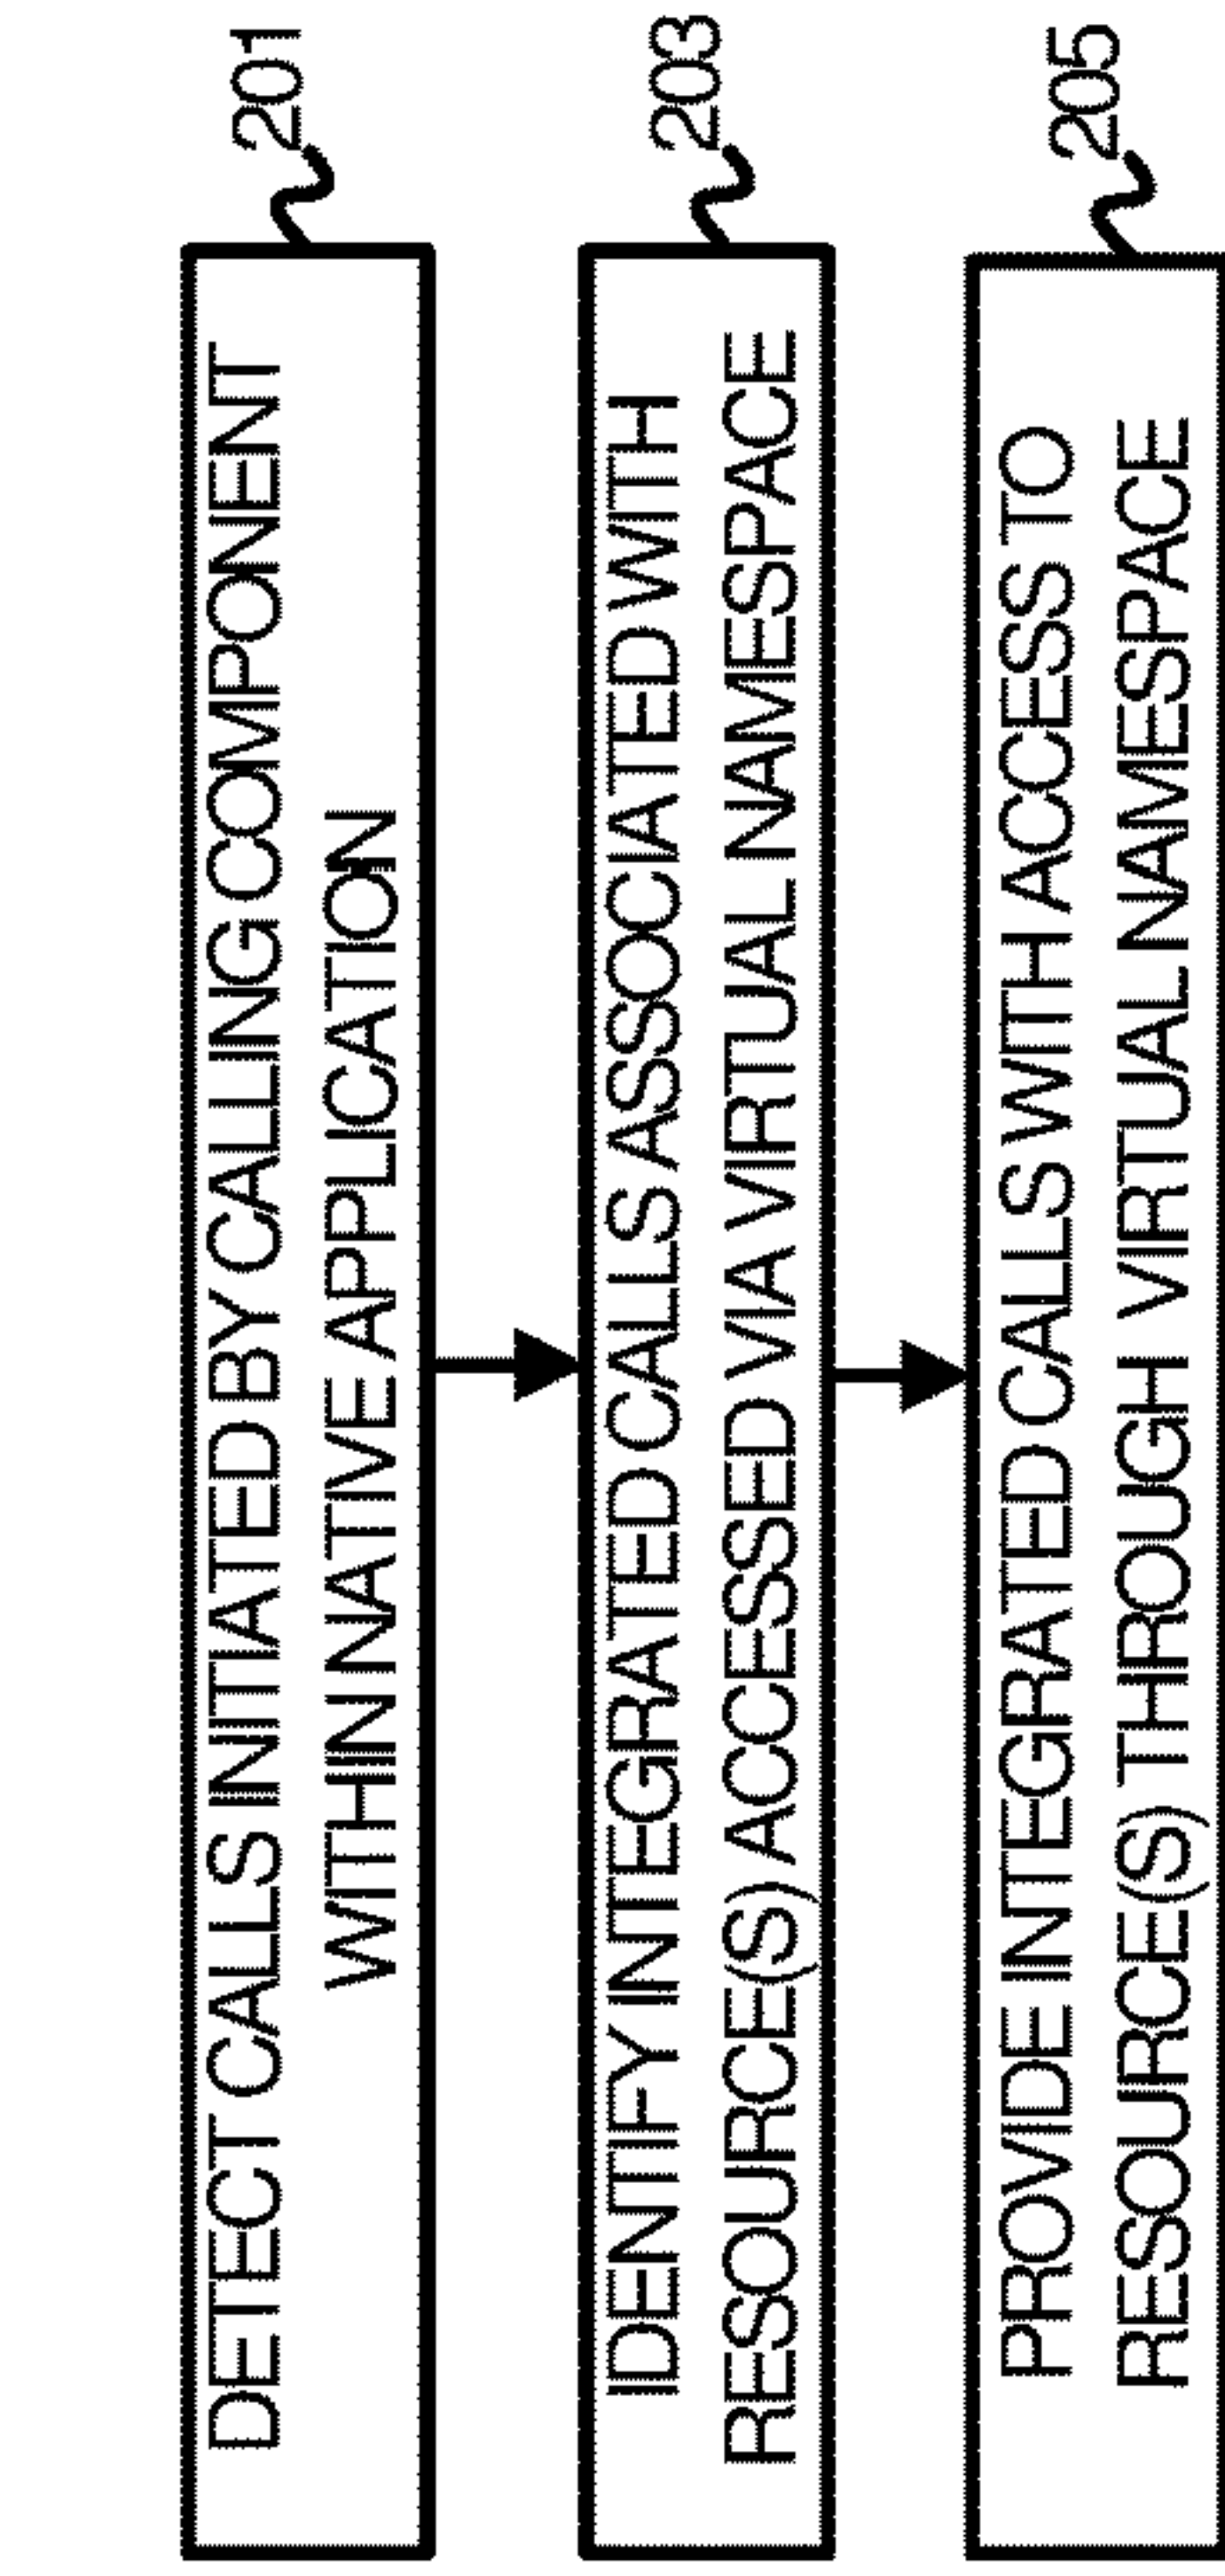 DETECT CALLS INITIATED BY CALLING COMPONENT
WITHIN NATIVE APPLICATION
201
IDENTIFY INTEGRATED CALLS ASSOCIATED WITH
RESOURCE(S) ACCESSED VIA VIRTUAL NAMESPACE
203
PROVIDE INTEGRATED CALLS WITH ACCESS TO
RESOURCE(S) THROUGH VIRTUAL NAMESPACE
205